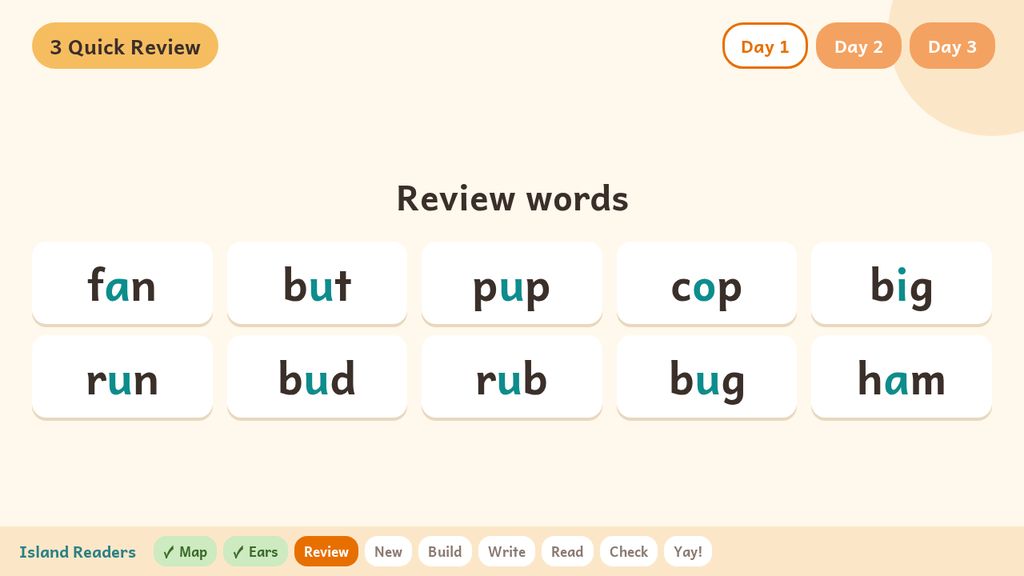 3 Quick Review
Day 1 Day 2 Day 3
Review words
fan but pup cop big
run bud rub bug ham
Island Readers ✓ Map ✓ Ears Review New Build Write Read Check Yay!